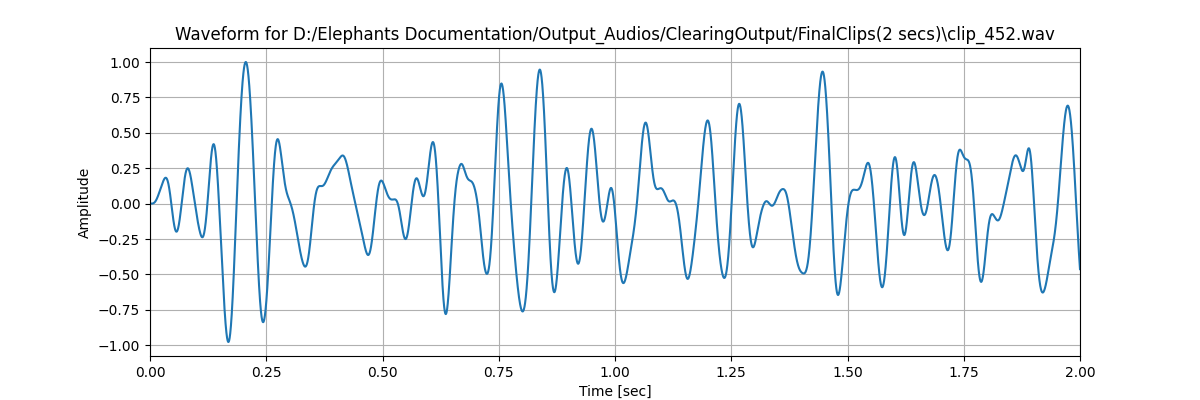 Waveform for D:/Elephants Documentation/Output_Audios/ClearingOutput/FinalClips(2 secs)\clip_452.wav
1.00
0.75
0.50
0.25
0.00
−0.25
−0.50
−0.75
−1.00
Amplitude
0.00 0.25 0.50 0.75 1.00 1.25 1.50 1.75 2.00
Time [sec]